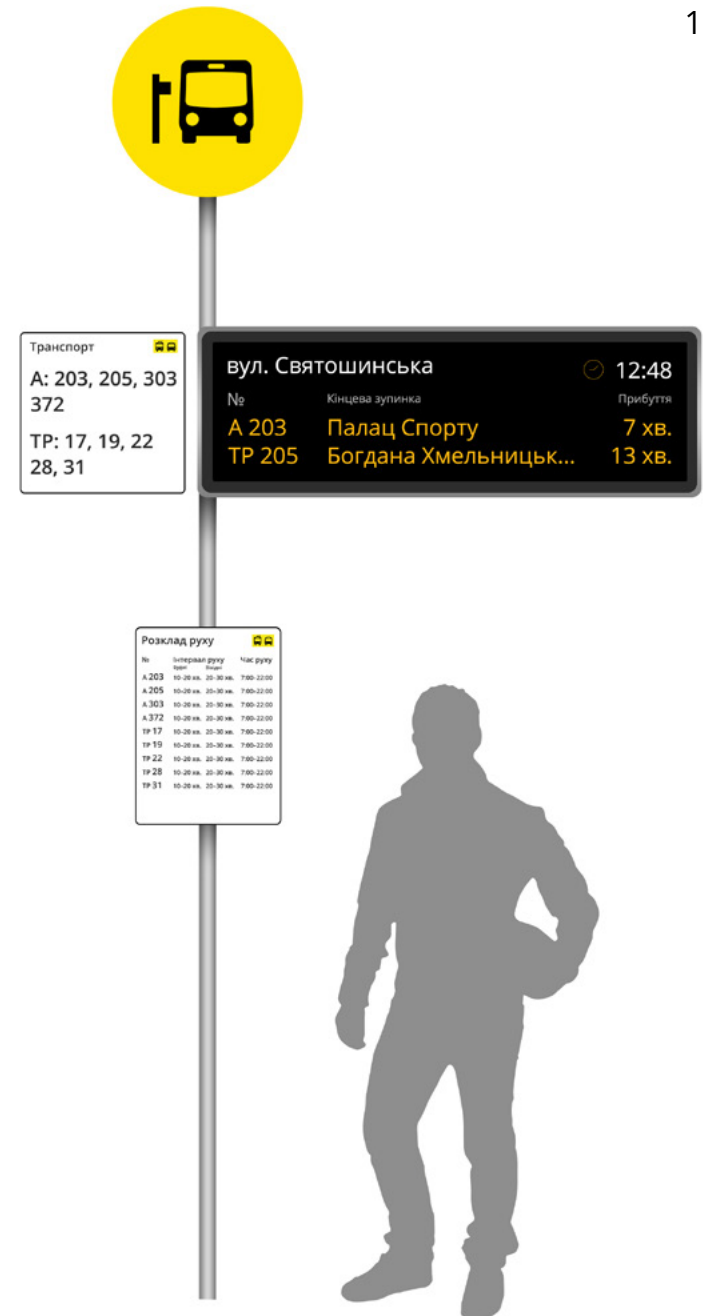 1
Транспорт
А: 203, 205, 303
372
ТР: 17, 19, 22
28, 31
вул. Святошинська 12:48
№ Кінцева зупинка Прибуття
А 203 Палац Спорту 7 хв.
ТР 205 Богдана Хмельницьк... 13 хв.
Розклад руху
№ Інтервал руху Час руху
Будні Вихідні
А 203 10–20 хв. 20–30 хв. 7:00–22:00
А 205 10–20 хв. 20–30 хв. 7:00–22:00
А 303 10–20 хв. 20–30 хв. 7:00–22:00
А 372 10–20 хв. 20–30 хв. 7:00–22:00
ТР 17 10–20 хв. 20–30 хв. 7:00–22:00
ТР 19 10–20 хв. 20–30 хв. 7:00–22:00
ТР 22 10–20 хв. 20–30 хв. 7:00–22:00
ТР 28 10–20 хв. 20–30 хв. 7:00–22:00
ТР 31 10–20 хв. 20–30 хв. 7:00–22:00